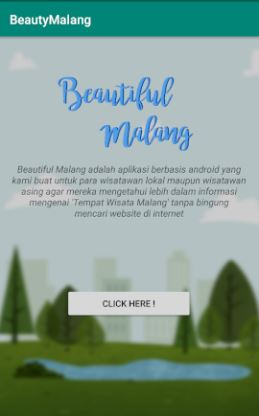 BeautyMalang
Beautiful
Malang
Beautiful Malang adalah aplikasi berbasis android yang
kami buat untuk para wisatawan lokal maupun wisatawan
asing agar mereka mengetahui lebih dalam informasi
mengenai 'Tempat Wisata Malang' tanpa bingung
mencari website di internet
CLICK HERE !